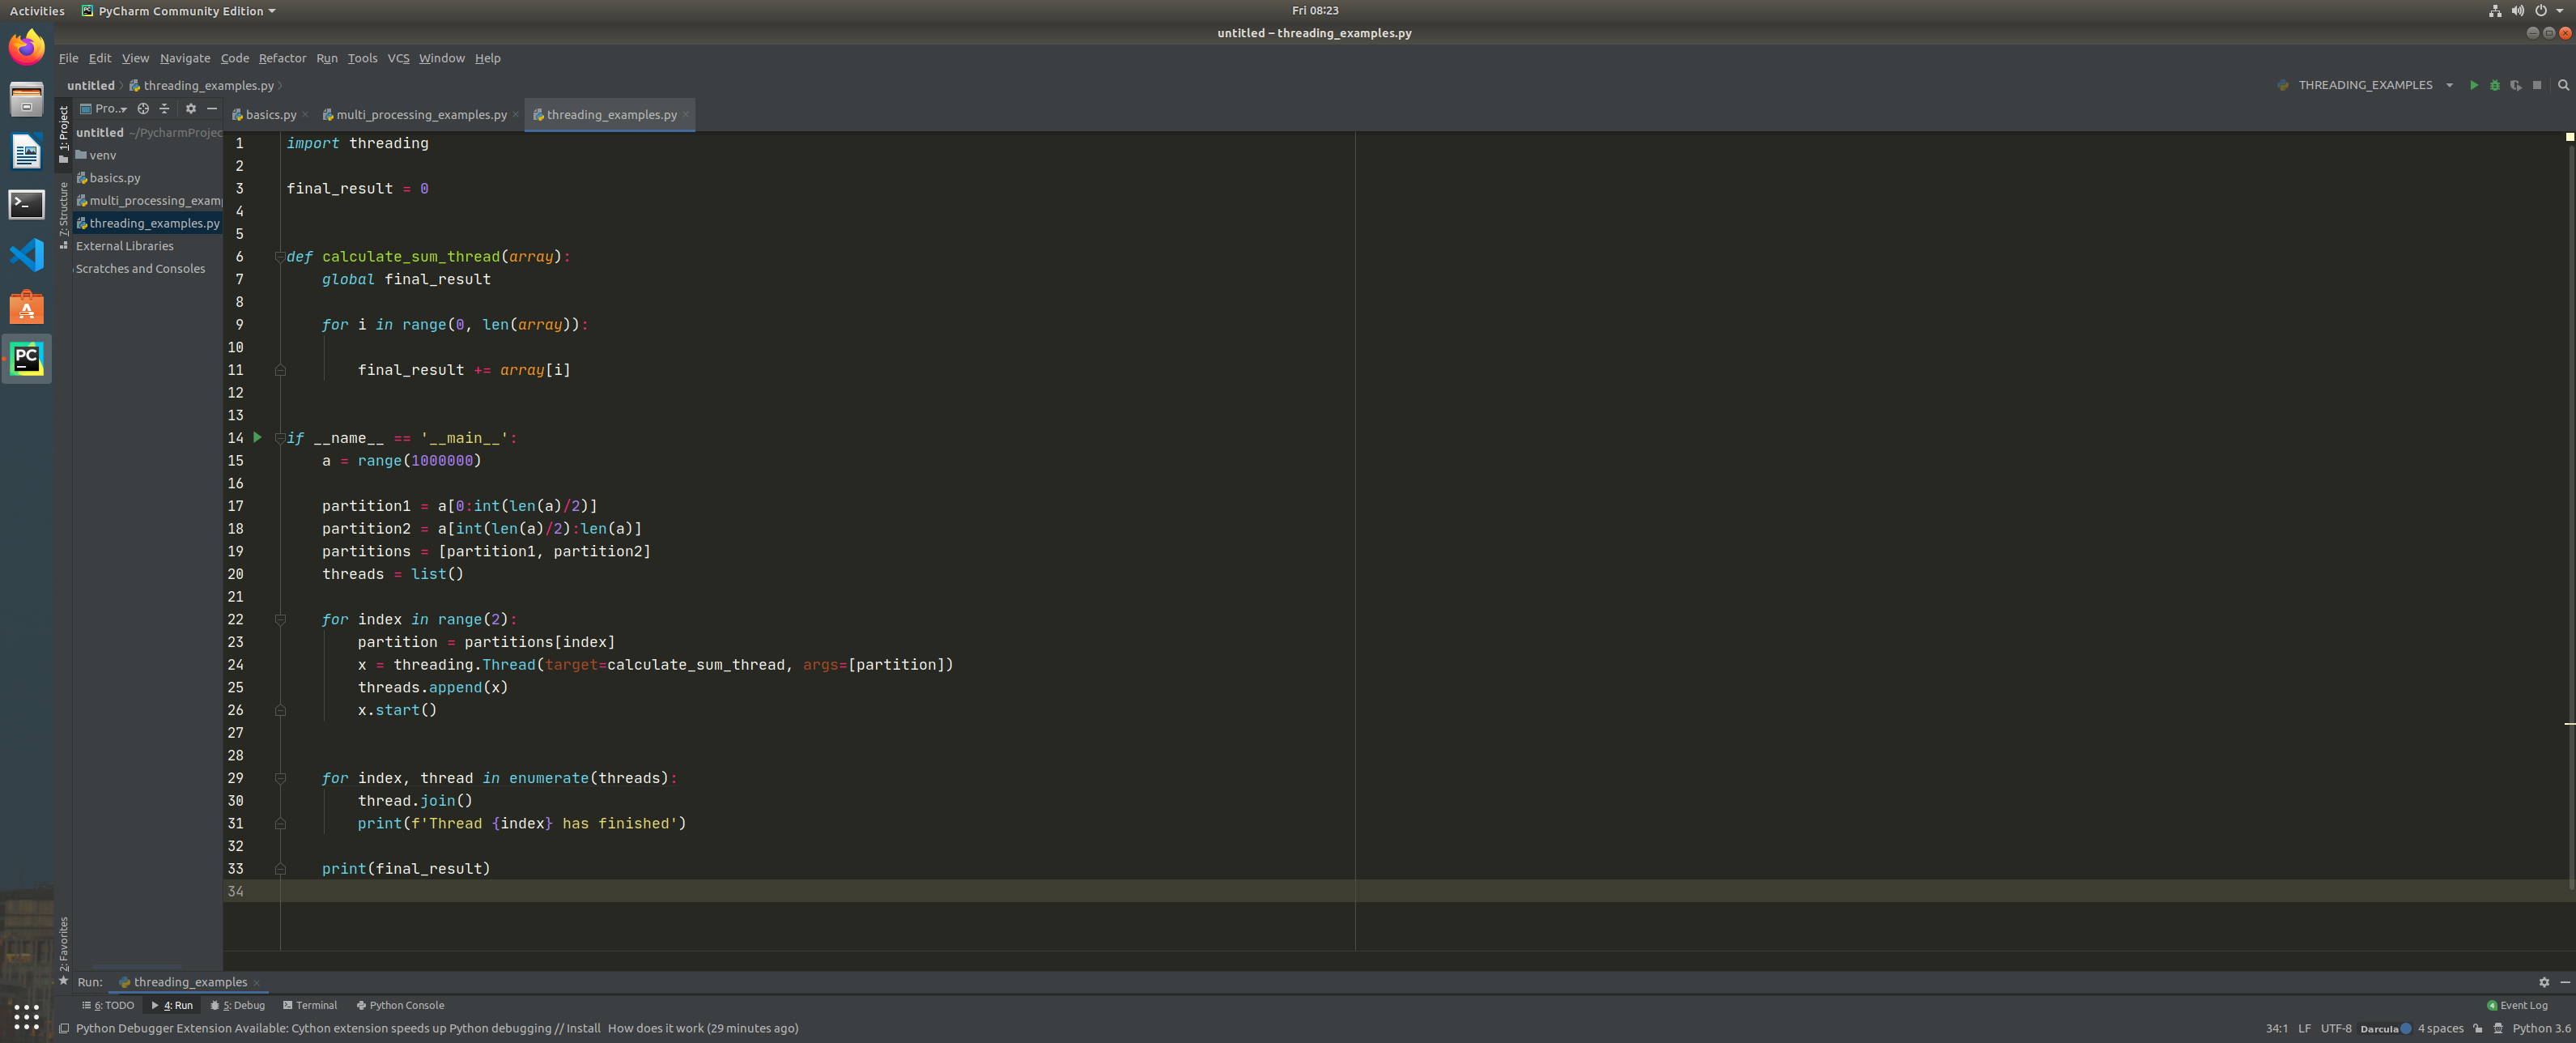 Activities PyCharm Community Edition Fri 08:23
untitled – threading_examples.py
File Edit View Navigate Code Refactor Run Tools VCS Window Help
untitled threading_examples.py THREADING_EXAMPLES
1: Project
Pro..
basics.py multi_processing_examples.py threading_examples.py
untitled ~/PycharmProjec
venv
basics.py
multi_processing_examp
threading_examples.py
External Libraries
Scratches and Consoles
7: Structure
2: Favorites
1 import threading
2
3 final_result = 0
4
5
6 def calculate_sum_thread(array):
7 global final_result
8
9 for i in range(0, len(array)):
10
11 final_result += array[i]
12
13
14 if __name__ == '__main__':
15 a = range(1000000)
16
17 partition1 = a[0:int(len(a)/2)]
18 partition2 = a[int(len(a)/2):len(a)]
19 partitions = [partition1, partition2]
20 threads = list()
21
22 for index in range(2):
23 partition = partitions[index]
24 x = threading.Thread(target=calculate_sum_thread, args=[partition])
25 threads.append(x)
26 x.start()
27
28
29 for index, thread in enumerate(threads):
30 thread.join()
31 print(f'Thread {index} has finished')
32
33 print(final_result)
34
Run: threading_examples
6: TODO 4: Run 5: Debug Terminal Python Console 4 Event Log
Python Debugger Extension Available: Cython extension speeds up Python debugging // Install How does it work (29 minutes ago) 34:1 LF UTF-8 Darcula 4 spaces Python 3.6
PC